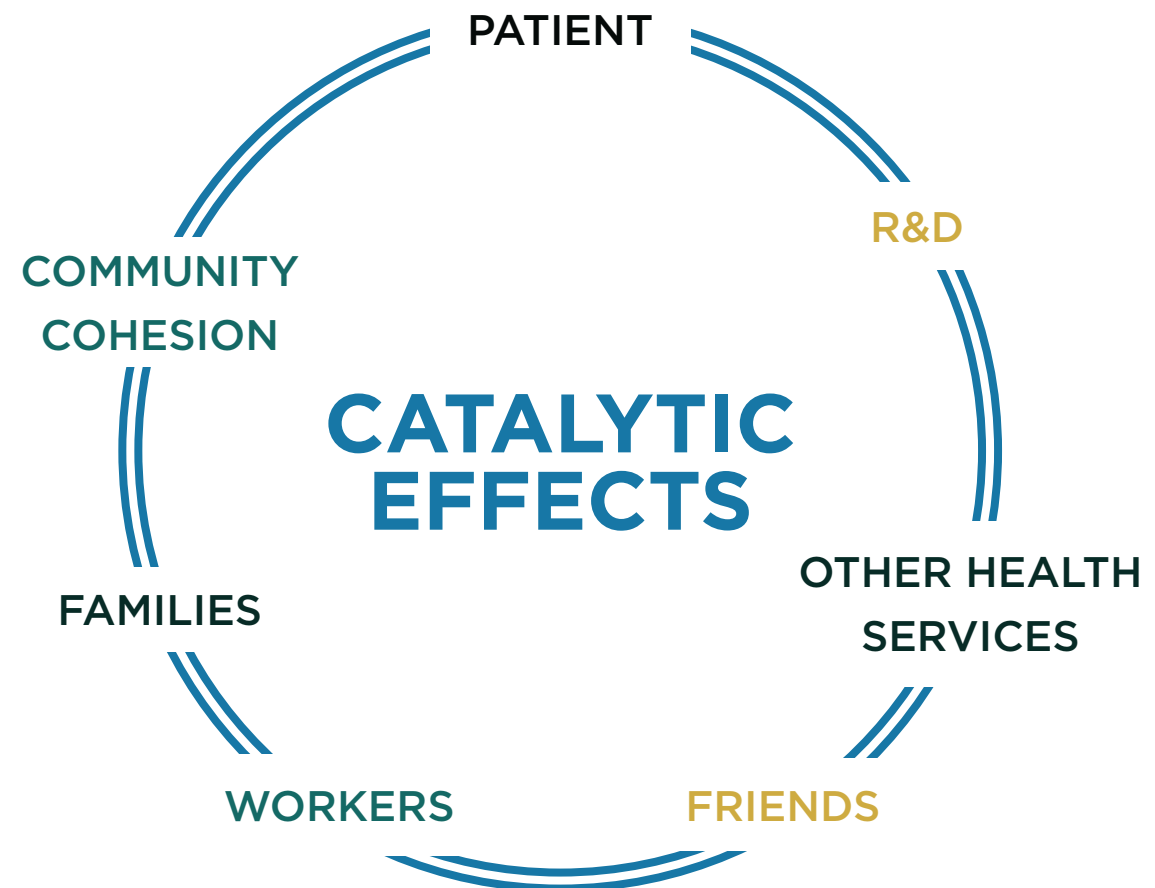 PATIENT
R&D
COMMUNITY
COHESION
CATALYTIC
EFFECTS
OTHER HEALTH
SERVICES
FAMILIES
WORKERS
FRIENDS